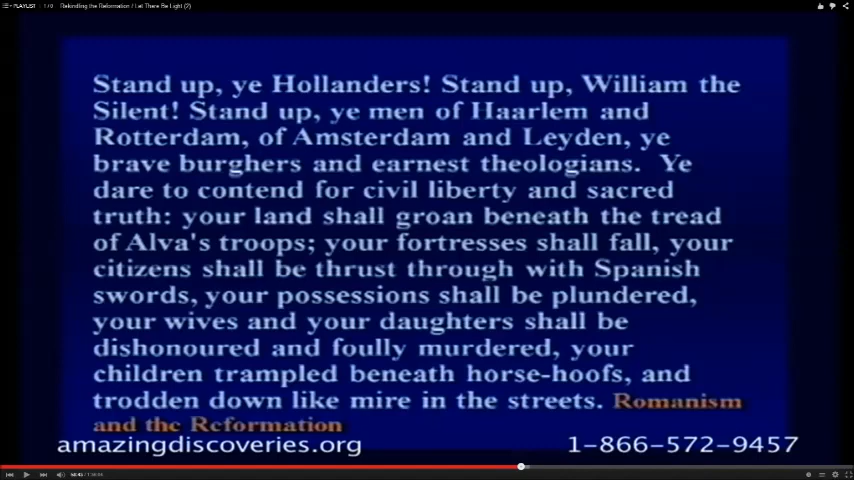 PLAYLIST 1/0 Rekindling the Reformation / Let There Be Light (2)
Stand up, ye Hollanders! Stand up, William the
Silent! Stand up, ye men of Haarlem and
Rotterdam, of Amsterdam and Leyden, ye
brave burghers and earnest theologians. Ye
dare to contend for civil liberty and sacred
truth: your land shall groan beneath the tread
of Alva's troops; your fortresses shall fall, your
citizens shall be thrust through with Spanish
swords, your possessions shall be plundered,
your wives and your daughters shall be
dishonoured and foully murdered, your
children trampled beneath horse-hoofs, and
trodden down like mire in the streets. Romanism
and the Reformation
amazingdiscoveries.org 1-866-572-9457